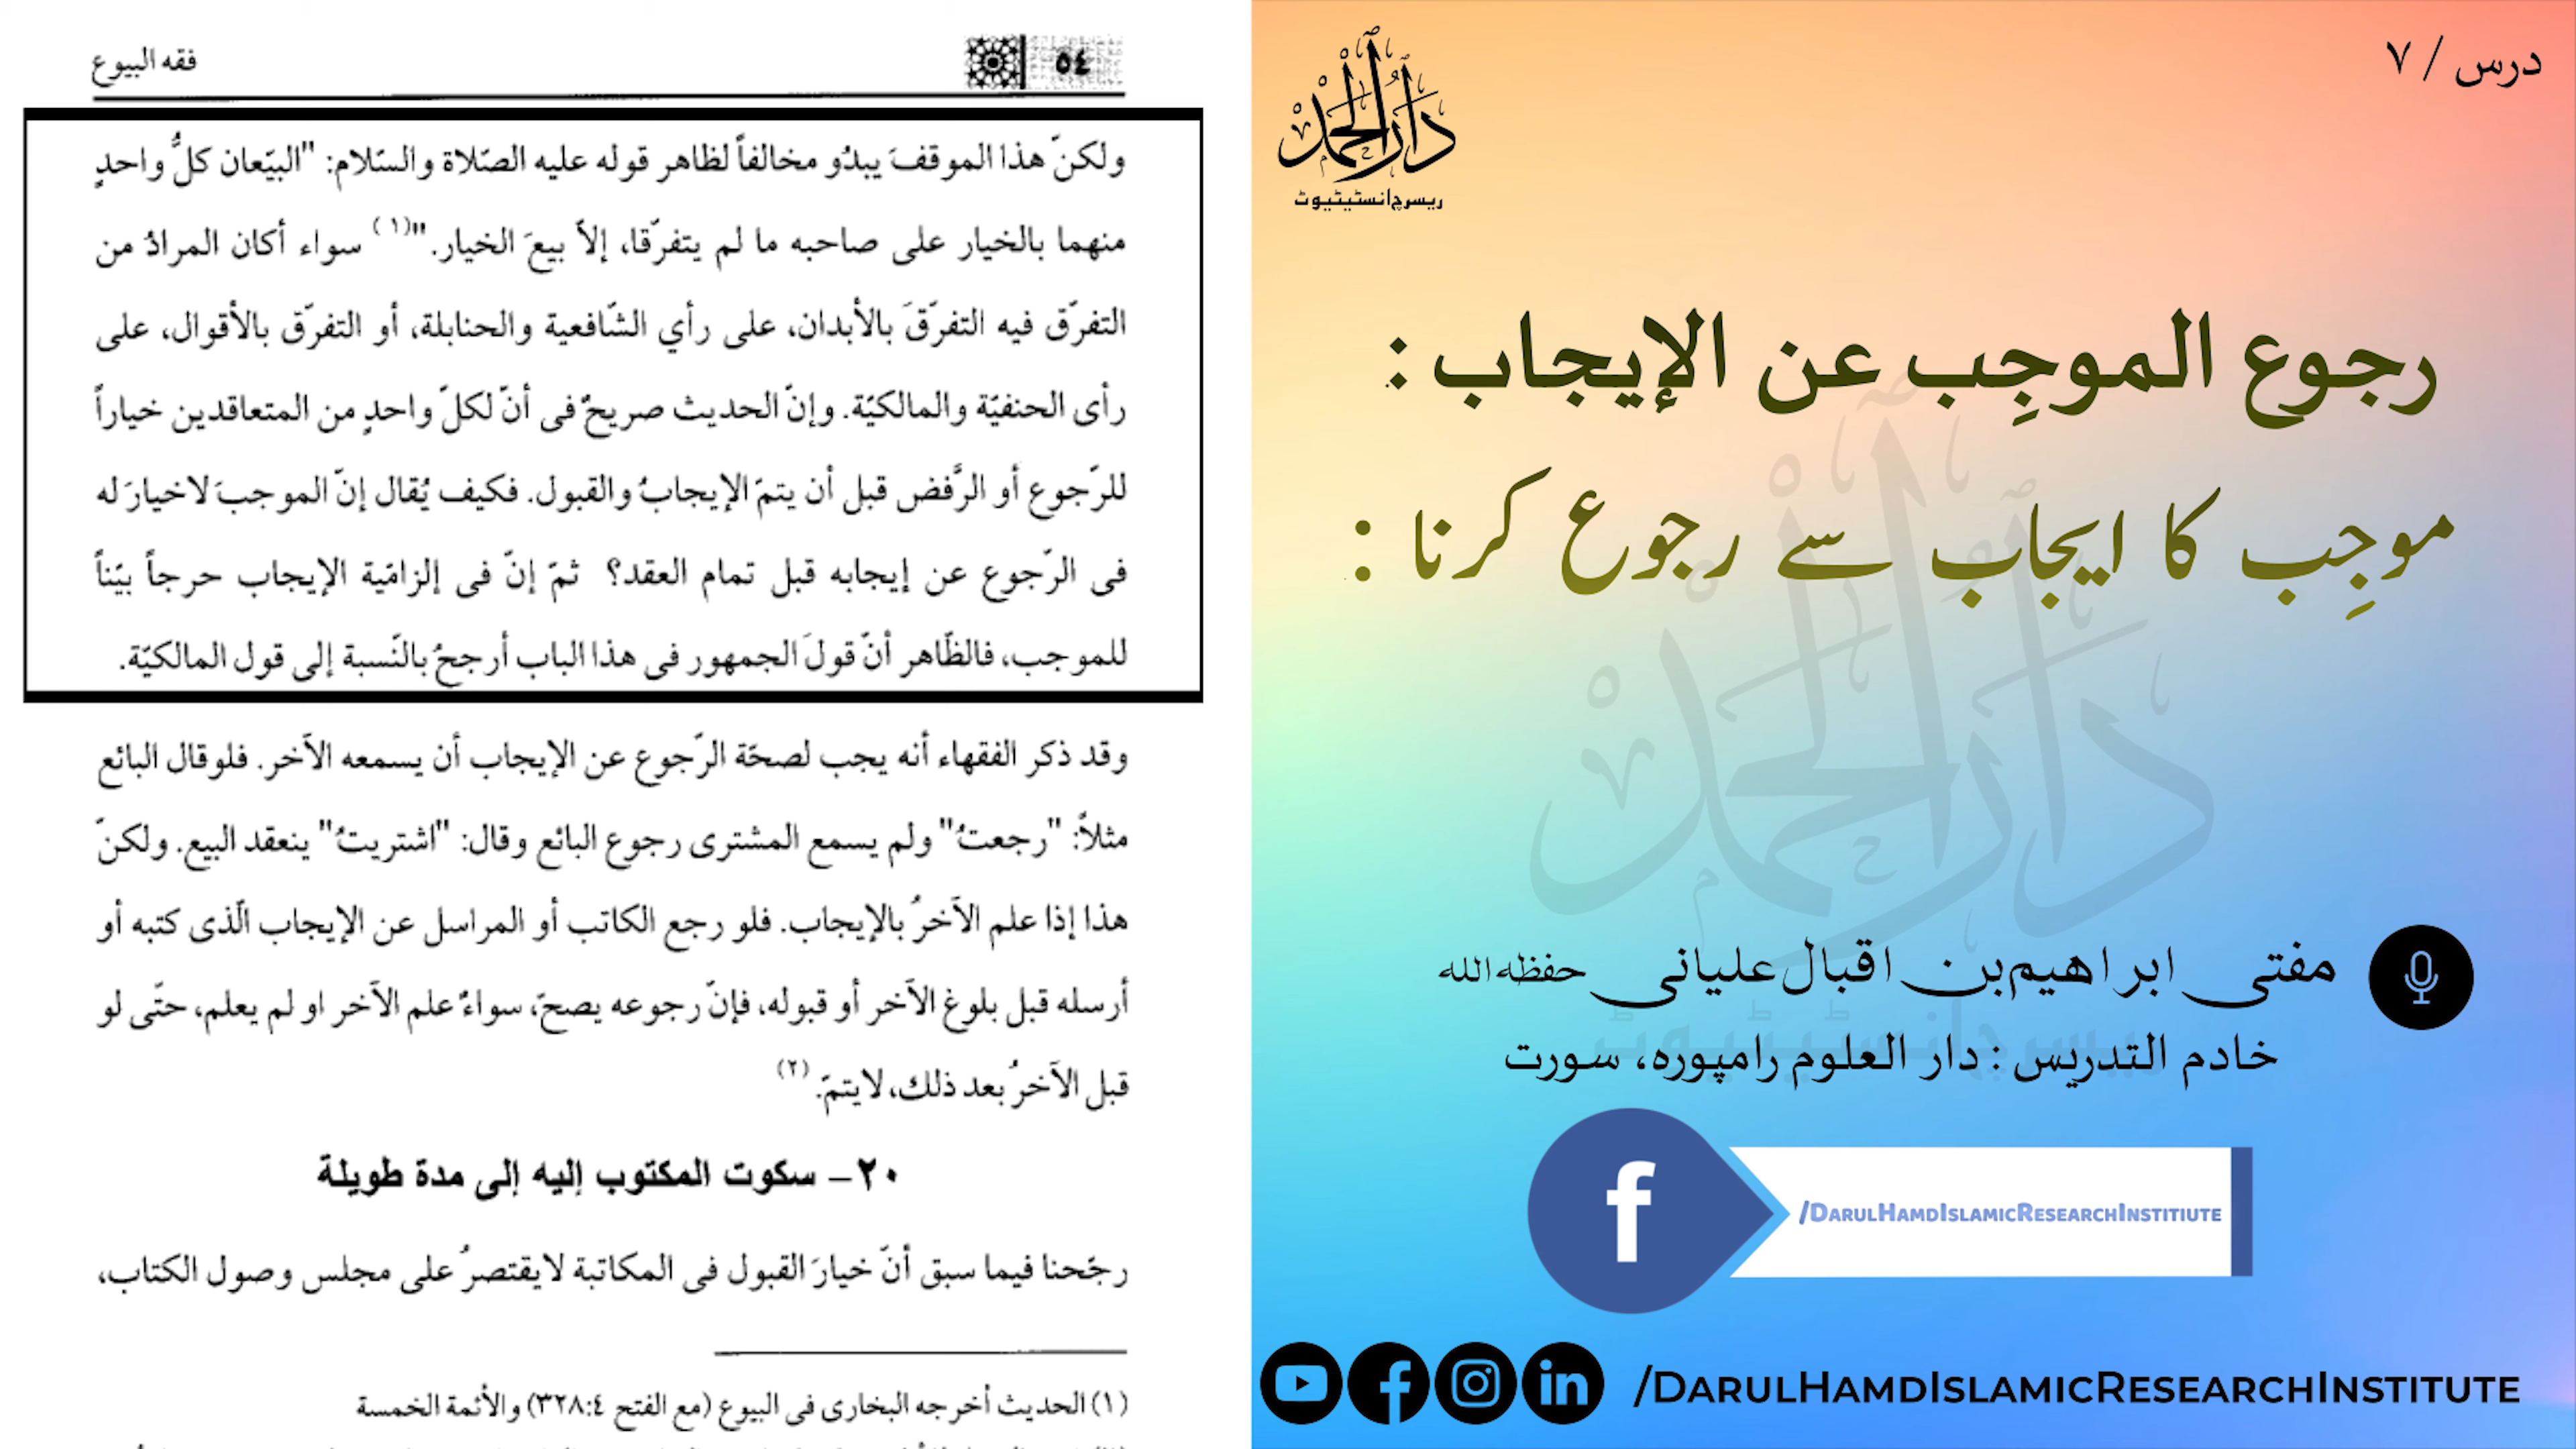 فقه البيوع
٥٤
ولكنّ هذا الموقفَ يبدُو مخالفاً لظاهر قوله عليه الصّلاة والسّلام: "البيّعان كلُّ واحدٍ
منهما بالخيار على صاحبه ما لم يتفرّقا، إلاّ بيعَ الخيار."(١) سواء أكان المرادُ من
التفرّق فيه التفرّقَ بالأبدان، على رأي الشّافعية والحنابلة، أو التفرّق بالأقوال، على
رأى الحنفيّة والمالكيّة. وإنّ الحديث صريحٌ فى أنّ لكلّ واحدٍ من المتعاقدين خياراً
للرّجوع أو الرَّفض قبل أن يتمّ الإيجابُ والقبول. فكيف يُقال إنّ الموجبَ لاخيارَ له
فى الرّجوع عن إيجابه قبل تمام العقد؟ ثمّ إنّ فى إلزاميّة الإيجاب حرجاً بيّناً
للموجب، فالظّاهر أنّ قولَ الجمهور فى هذا الباب أرجحُ بالنّسبة إلى قول المالكيّة.
وقد ذكر الفقهاء أنه يجب لصحّة الرّجوع عن الإيجاب أن يسمعه الآخر. فلوقال البائع
مثلاً: "رجعتُ" ولم يسمع المشترى رجوع البائع وقال: "اشتريتُ" ينعقد البيع. ولكنّ
هذا إذا علم الآخرُ بالإيجاب. فلو رجع الكاتب أو المراسل عن الإيجاب الّذى كتبه أو
أرسله قبل بلوغ الآخر أو قبوله، فإنّ رجوعه يصحّ، سواءٌ علم الآخر او لم يعلم، حتّى لو
قبل الآخرُ بعد ذلك، لايتمّ.(٢)
٢٠- سكوت المكتوب إليه إلى مدة طويلة
رجّحنا فيما سبق أنّ خيارَ القبول فى المكاتبة لايقتصرُ على مجلس وصول الكتاب،
(١) الحديث أخرجه البخارى فى البيوع (مع الفتح ٤:٣٢٨) والأئمة الخمسة
درس / ٧
دار الحمد
ریسرچ انسٹیٹیوٹ
رجوع الموجِب عن الإيجاب :
موجِب کا ایجاب سے رجوع کرنا :
مفتی ابراهيم بن اقبال علیانی حفظه الله
خادم التدریس : دار العلوم رامپوره، سورت
f
/DarulHamdIslamicResearchInstitiute
/DarulHamdIslamicResearchInstitute